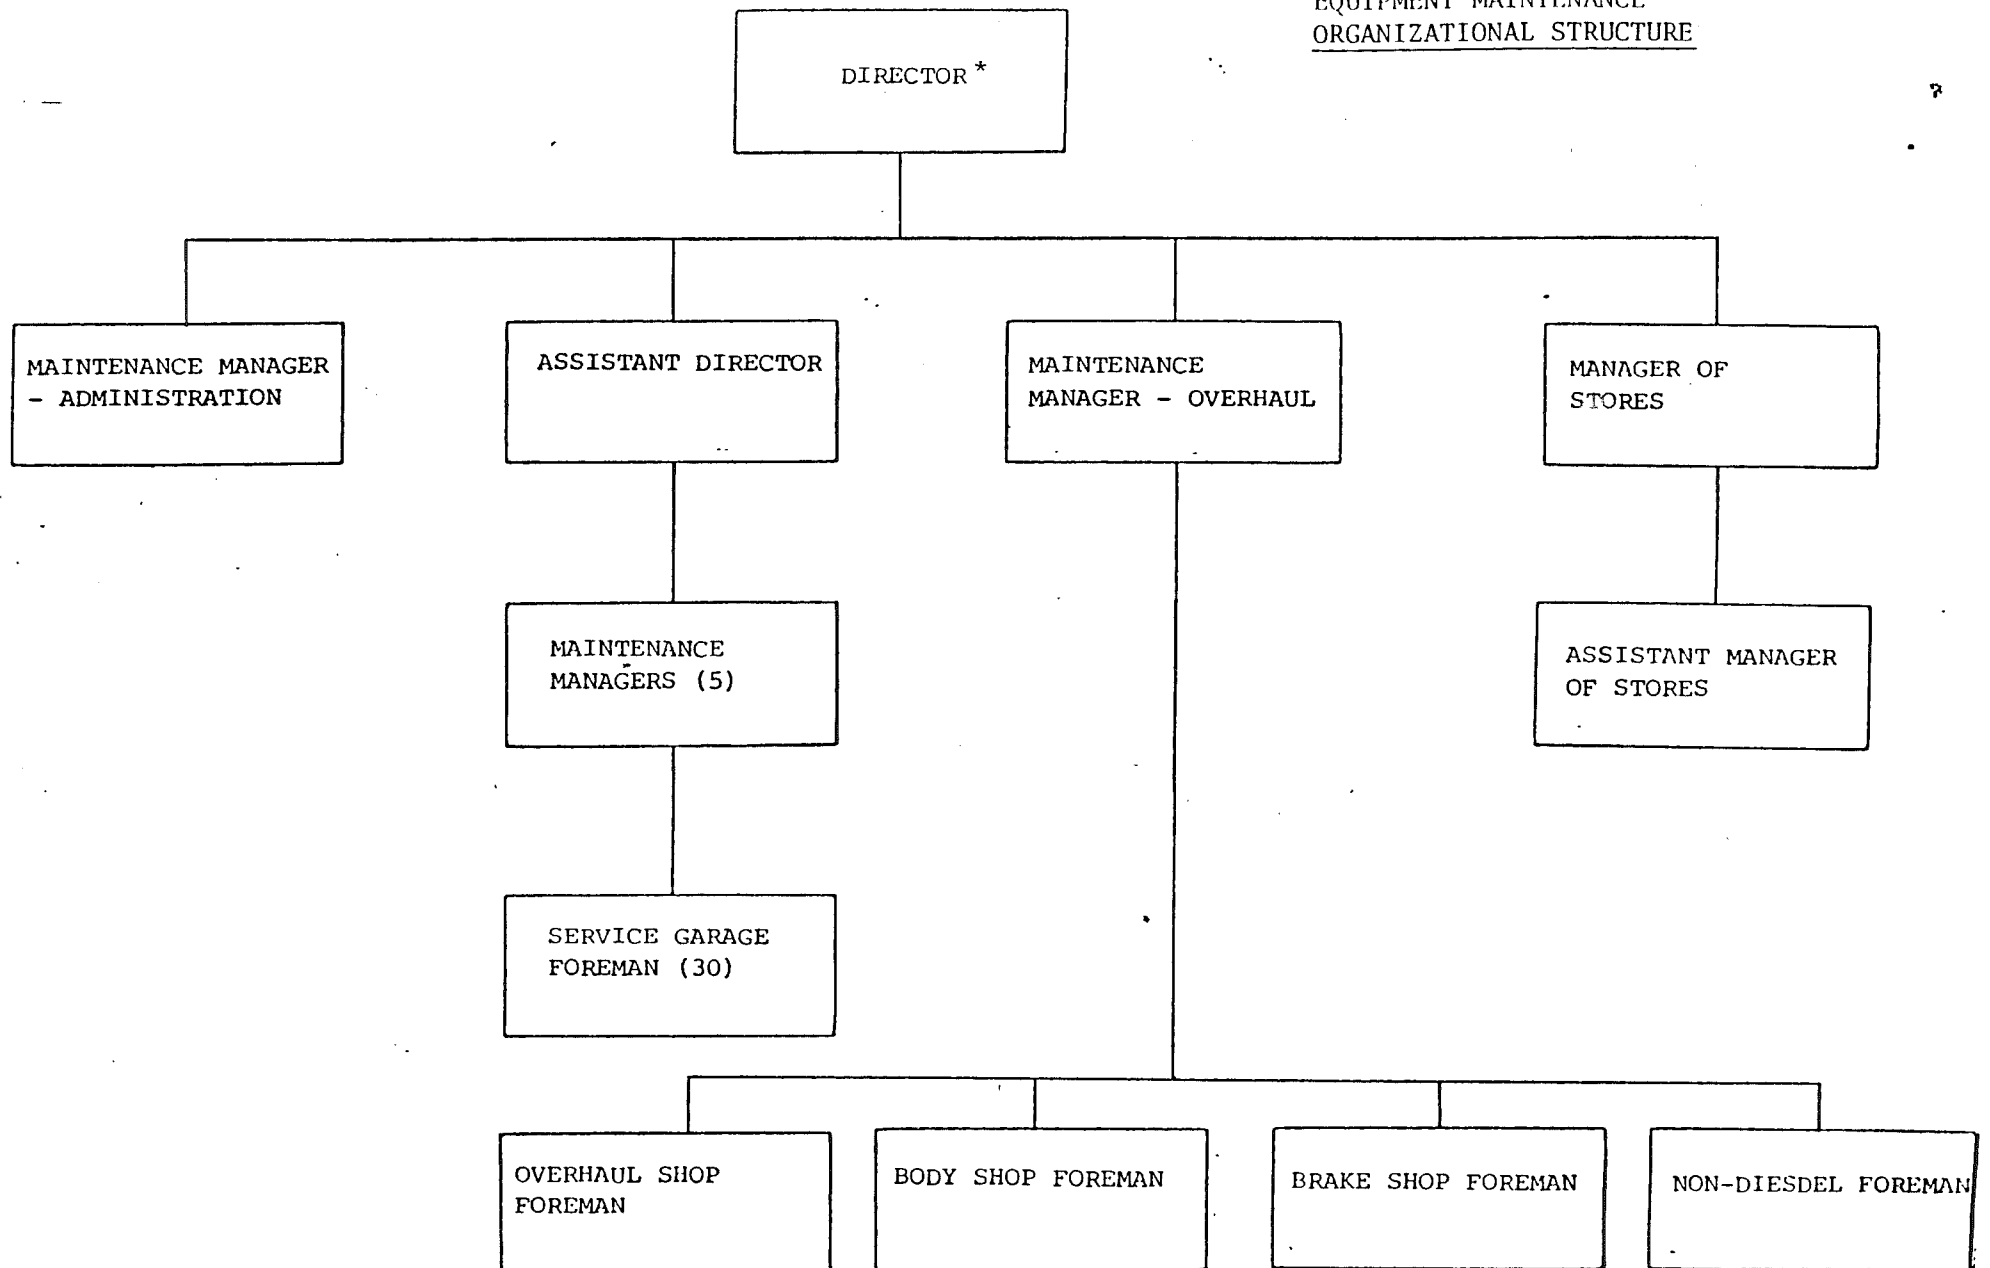 EQUIPMENT MAINTENANCE
ORGANIZATIONAL STRUCTURE
DIRECTOR *
MAINTENANCE MANAGER
- ADMINISTRATION
ASSISTANT DIRECTOR
MAINTENANCE
MANAGER - OVERHAUL
MANAGER OF
STORES
MAINTENANCE
MANAGERS (5)
ASSISTANT MANAGER
OF STORES
SERVICE GARAGE
FOREMAN (30)
OVERHAUL SHOP
FOREMAN
BODY SHOP FOREMAN
BRAKE SHOP FOREMAN
NON-DIESDEL FOREMAN